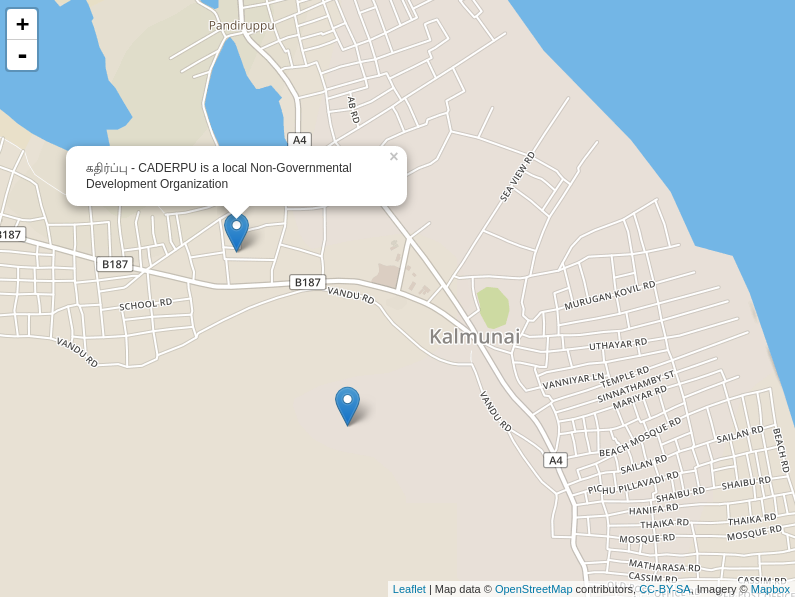 +
-
Pandiruppu
AB RD
A4
கதிர்ப்பு - CADERPU is a local Non-Governmental
Development Organization
×
SEA VIEW RD
B187
B187
B187
SCHOOL RD
VANDU RD
VANDU RD
MURUGAN KOVIL RD
Kalmunai
UTHAYAR RD
VANNIYAR LN
TEMPLE RD
SINNATHAMBY ST
MARIYAR RD
VANDU RD
BEACH MOSQUE RD
SAILAN RD
BEACH RD
A4
SAILAN RD
PICHU PILLAVADI RD
SHAIBU RD
SHAIBU RD
HANIFA RD
THAIKA RD
THAIKA RD
MOSQUE RD
MOSQUE RD
MATHARASA RD
CASSIM RD
CASSIM RD
Leaflet | Map data © OpenStreetMap contributors, CC-BY-SA, Imagery © Mapbox